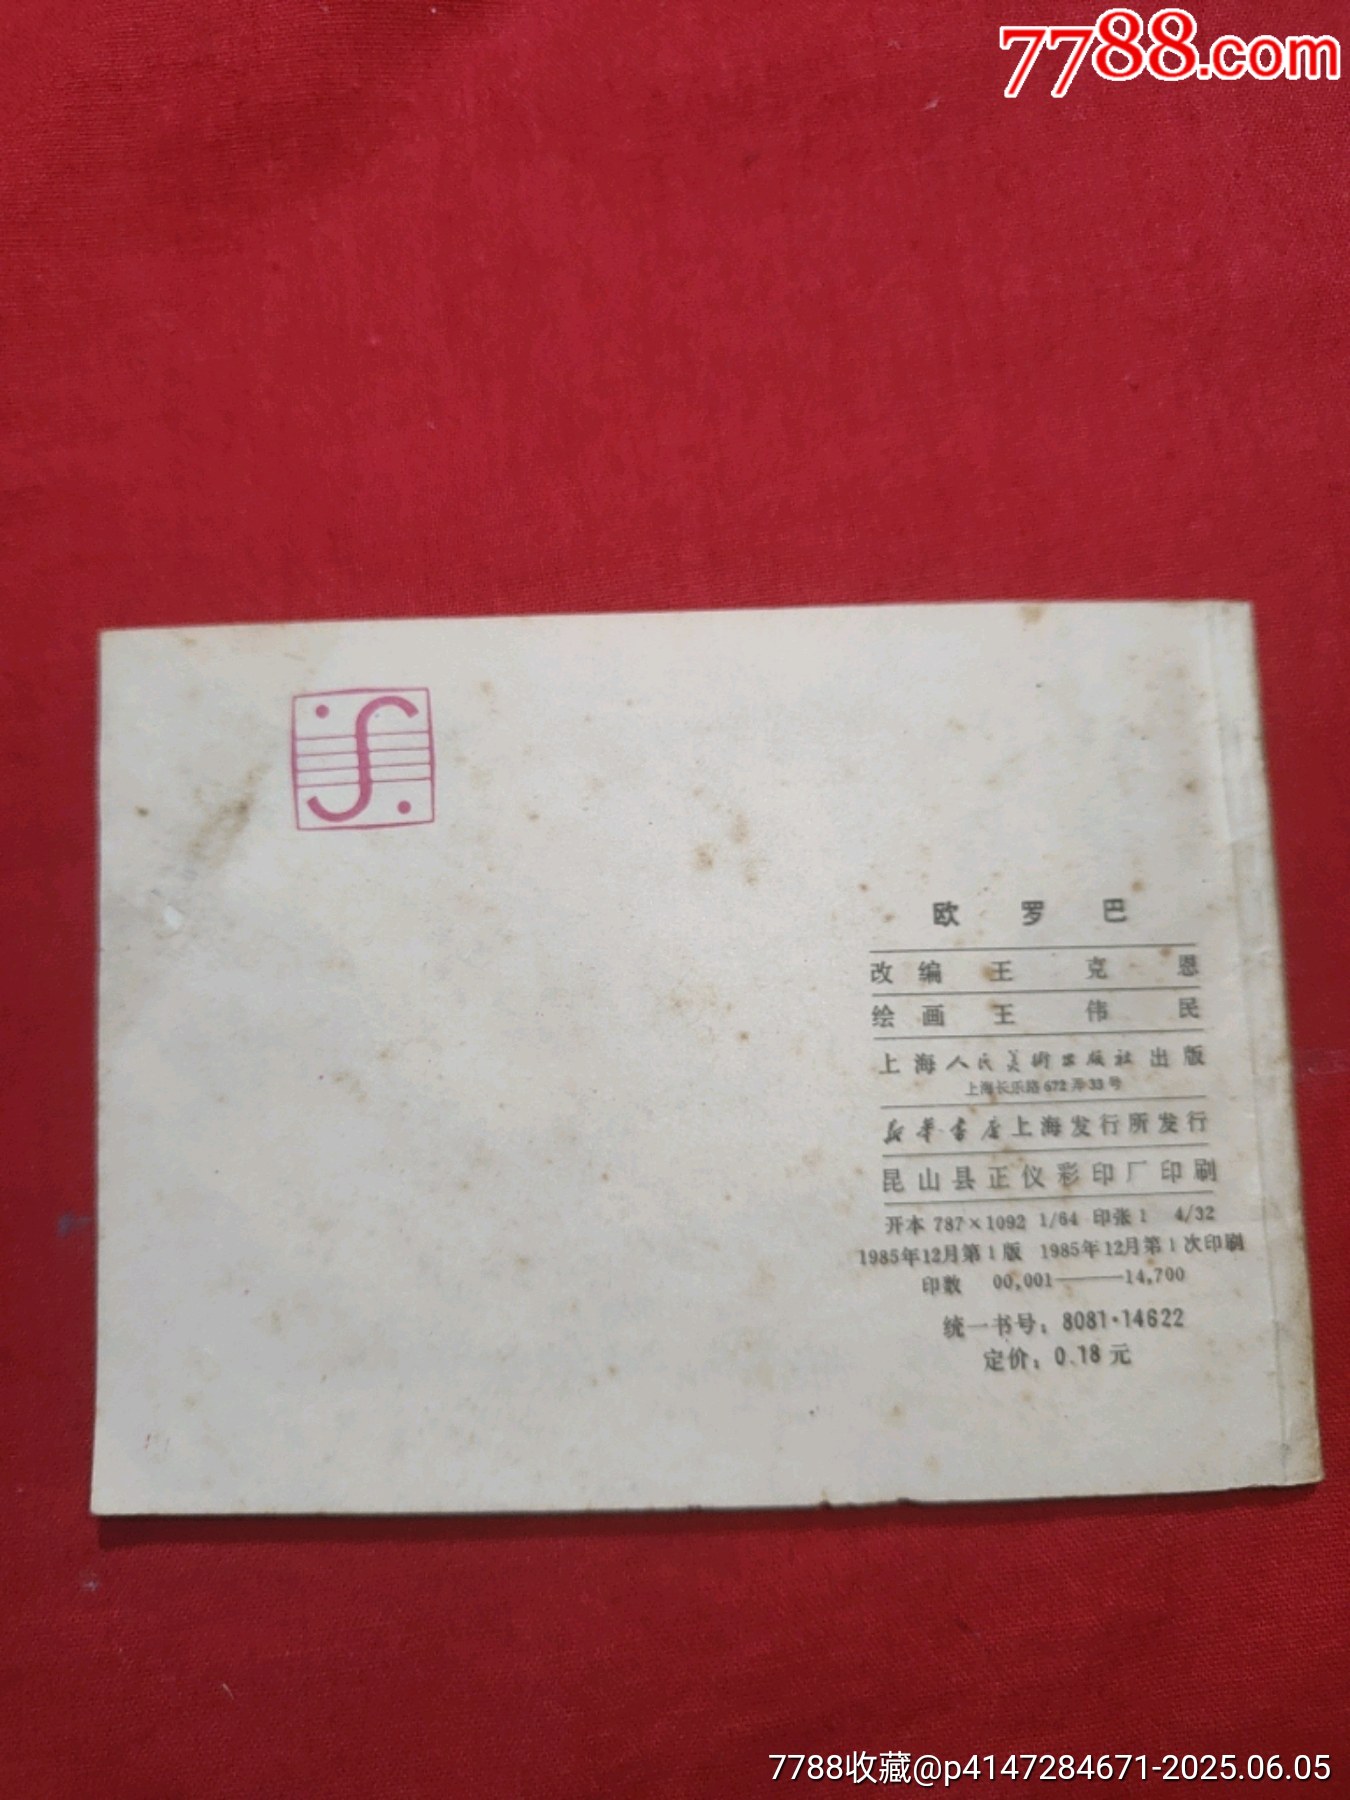 7788.com
欧罗巴
改编 王克恩
绘画 王伟民
上海人民美术出版社出版
上海长乐路672弄33号
新华书店上海发行所发行
昆山县正仪彩印厂印刷
开本 787×1092 1/64 印张 1 4/32
1985年12月第1版 1985年12月第1次印刷
印数 00,001——14,700
统一书号：8081·14622
定价：0.18元
7788收藏@p4147284671-2025.06.05